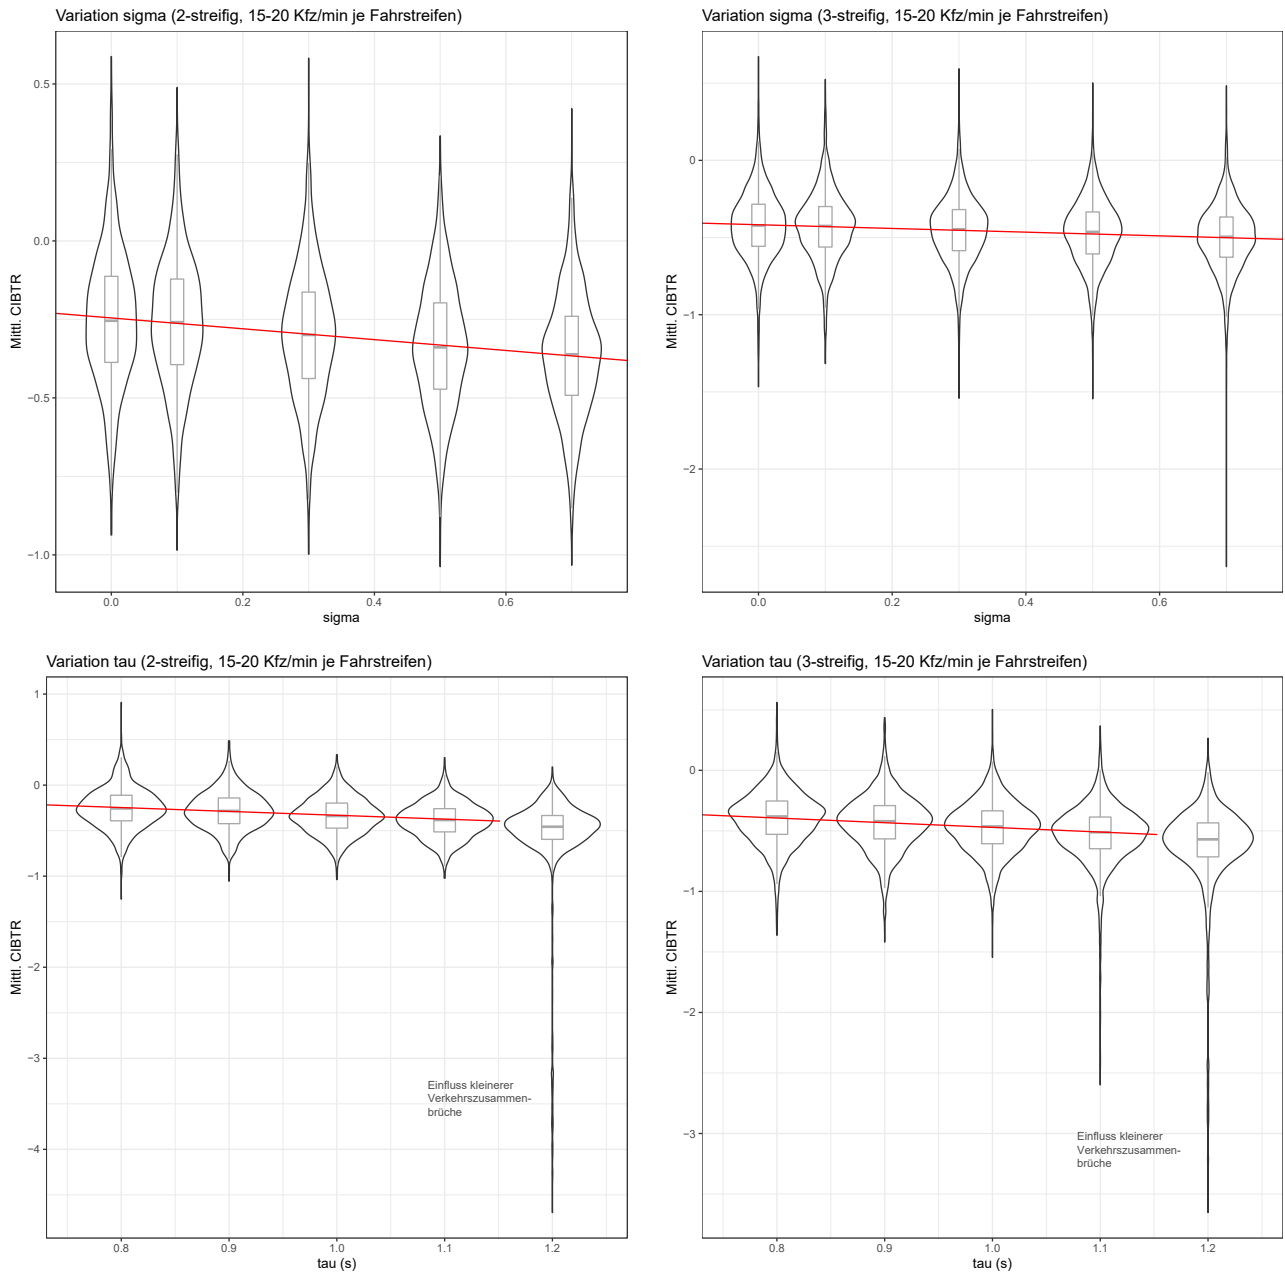 Variation sigma (2-streifig, 15-20 Kfz/min je Fahrstreifen)
Mittl. CIBTR
0.5
0.0
−0.5
−1.0
0.0 0.2 0.4 0.6
sigma
Variation sigma (3-streifig, 15-20 Kfz/min je Fahrstreifen)
Mittl. CIBTR
0
−1
−2
0.0 0.2 0.4 0.6
sigma
Variation tau (2-streifig, 15-20 Kfz/min je Fahrstreifen)
Mittl. CIBTR
1
0
−1
−2
−3
−4
Einfluss kleinerer
Verkehrszusammen-
brüche
0.8 0.9 1.0 1.1 1.2
tau (s)
Variation tau (3-streifig, 15-20 Kfz/min je Fahrstreifen)
Mittl. CIBTR
0
−1
−2
−3
Einfluss kleinerer
Verkehrszusammen-
brüche
0.8 0.9 1.0 1.1 1.2
tau (s)